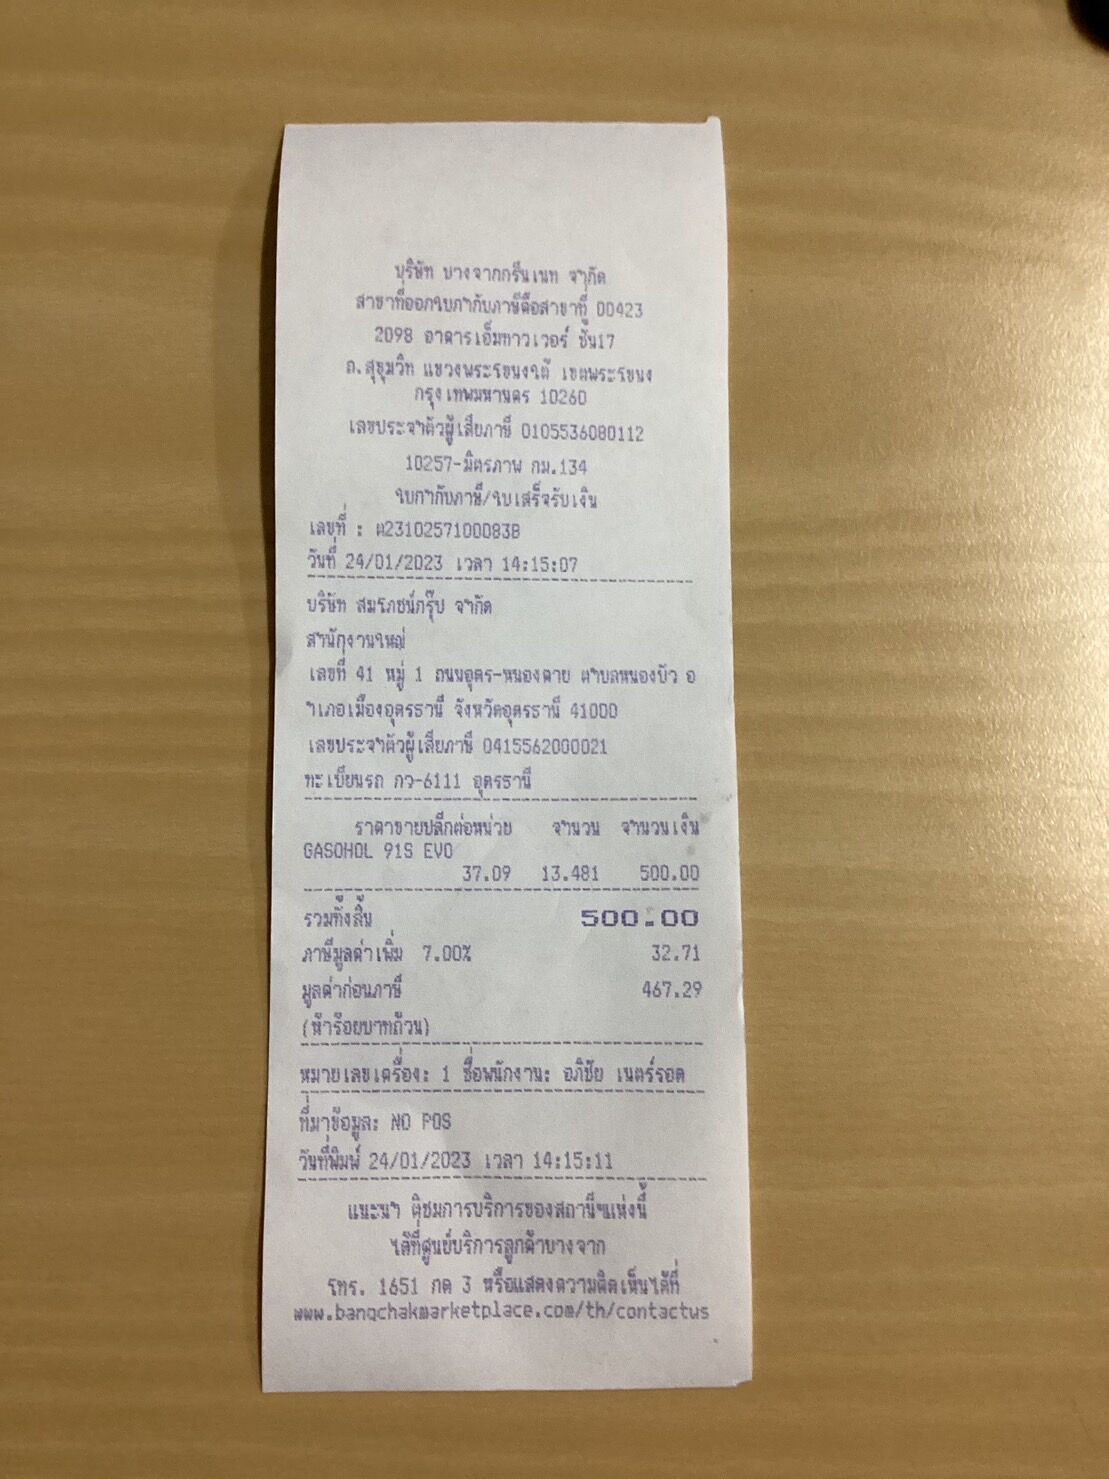 บริษัท บางจากกรีนเนท จำกัด
สาขาที่ออกใบกำกับภาษีคือสาขาที่ 00423
2098 อาคารเอ็มทาวเวอร์ ชั้น17
ถ.สุขุมวิท แขวงพระโขนงใต้ เขตพระโขนง
กรุงเทพมหานคร 10260
เลขประจำตัวผู้เสียภาษี 0105536080112
10257-มิตรภาพ กม.134
ใบกำกับภาษี/ใบเสร็จรับเงิน
เลขที่ :
วันที่ 24/01/2023 เวลา 14:15:07
บริษัท สมโภชน์กรุ๊ป จำกัด
สำนักงานใหญ่
เลขที่ 41 หมู่ 1 ถนนอุดร-หนองตาย ตำบลหนองบัว อ
ำเภอเมืองอุดรธานี จังหวัดอุดรธานี 41000
เลขประจำตัวผู้เสียภาษี 0415562000021
ทะเบียนรถ กว-6111 อุดรธานี
ราคาขายปลีกต่อหน่วย จำนวน จำนวนเงิน
GASOHOL 91S EVO
37.09 13.481 500.00
รวมทั้งสิ้น 500.00
ภาษีมูลค่าเพิ่ม 7.00% 32.71
มูลค่าก่อนภาษี 467.29
(ห้าร้อยบาทถ้วน)
หมายเลขเครื่อง: 1 ชื่อพนักงาน: อภิชัย เนตร์รอด
ที่มาข้อมูล: NO POS
วันที่พิมพ์ 24/01/2023 เวลา 14:15:11
แนะนำ ติชมการบริการของสถานีฯแห่งนี้
ได้ที่ศูนย์บริการลูกค้าบางจาก
โทร. 1651 กด 3 หรือแสดงความคิดเห็นได้ที่
www.bangchakmarketplace.com/th/contactus